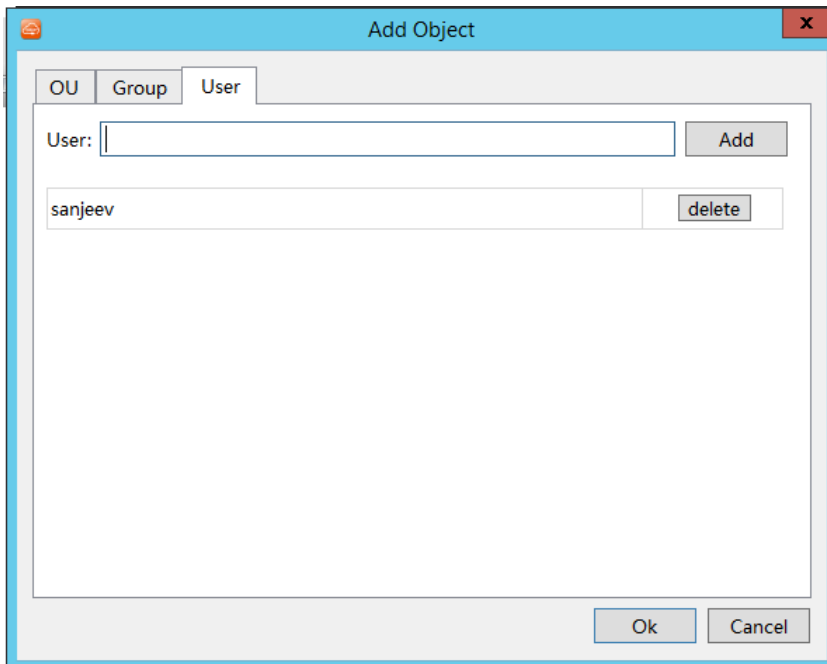 Add Object
x
OU Group User
User: Add
sanjeev delete
Ok Cancel